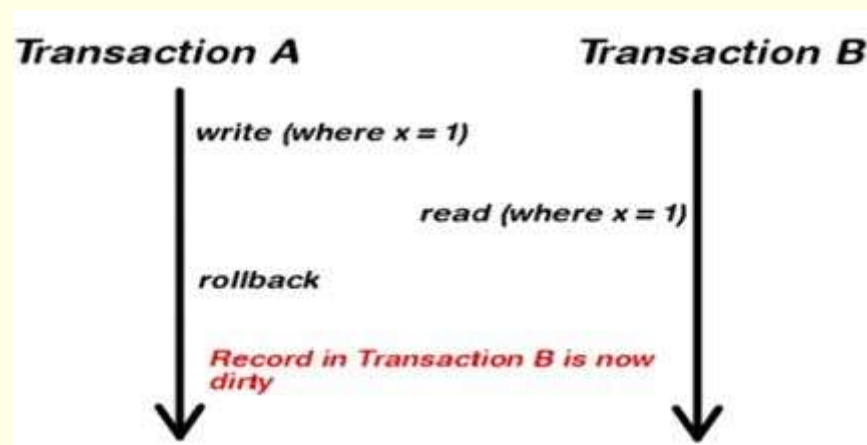 Transaction A
Transaction B
write (where x = 1)
read (where x = 1)
rollback
Record in Transaction B is now
dirty